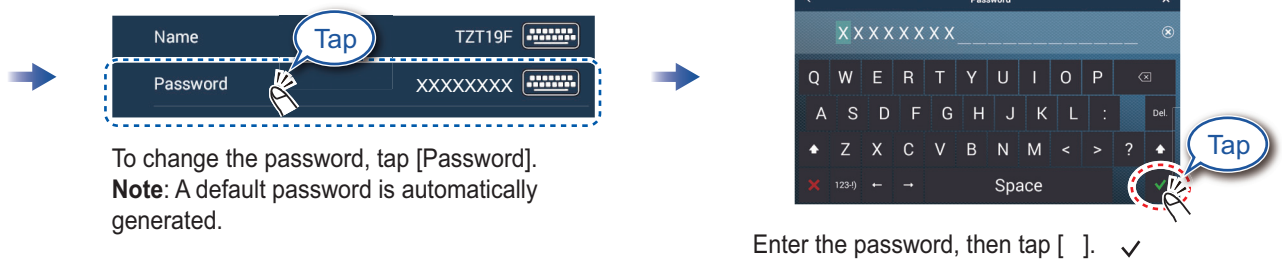 Name TZT19F
Tap
Password XXXXXXXX
To change the password, tap [Password].
Note: A default password is automatically
generated.
Password
XXXXXXXX
Q W E R T Y U I O P
A S D F G H J K L : Del.
Z X C V B N M < > ?
123-!) ← → Space
Tap
Enter the password, then tap [ ]. ✓